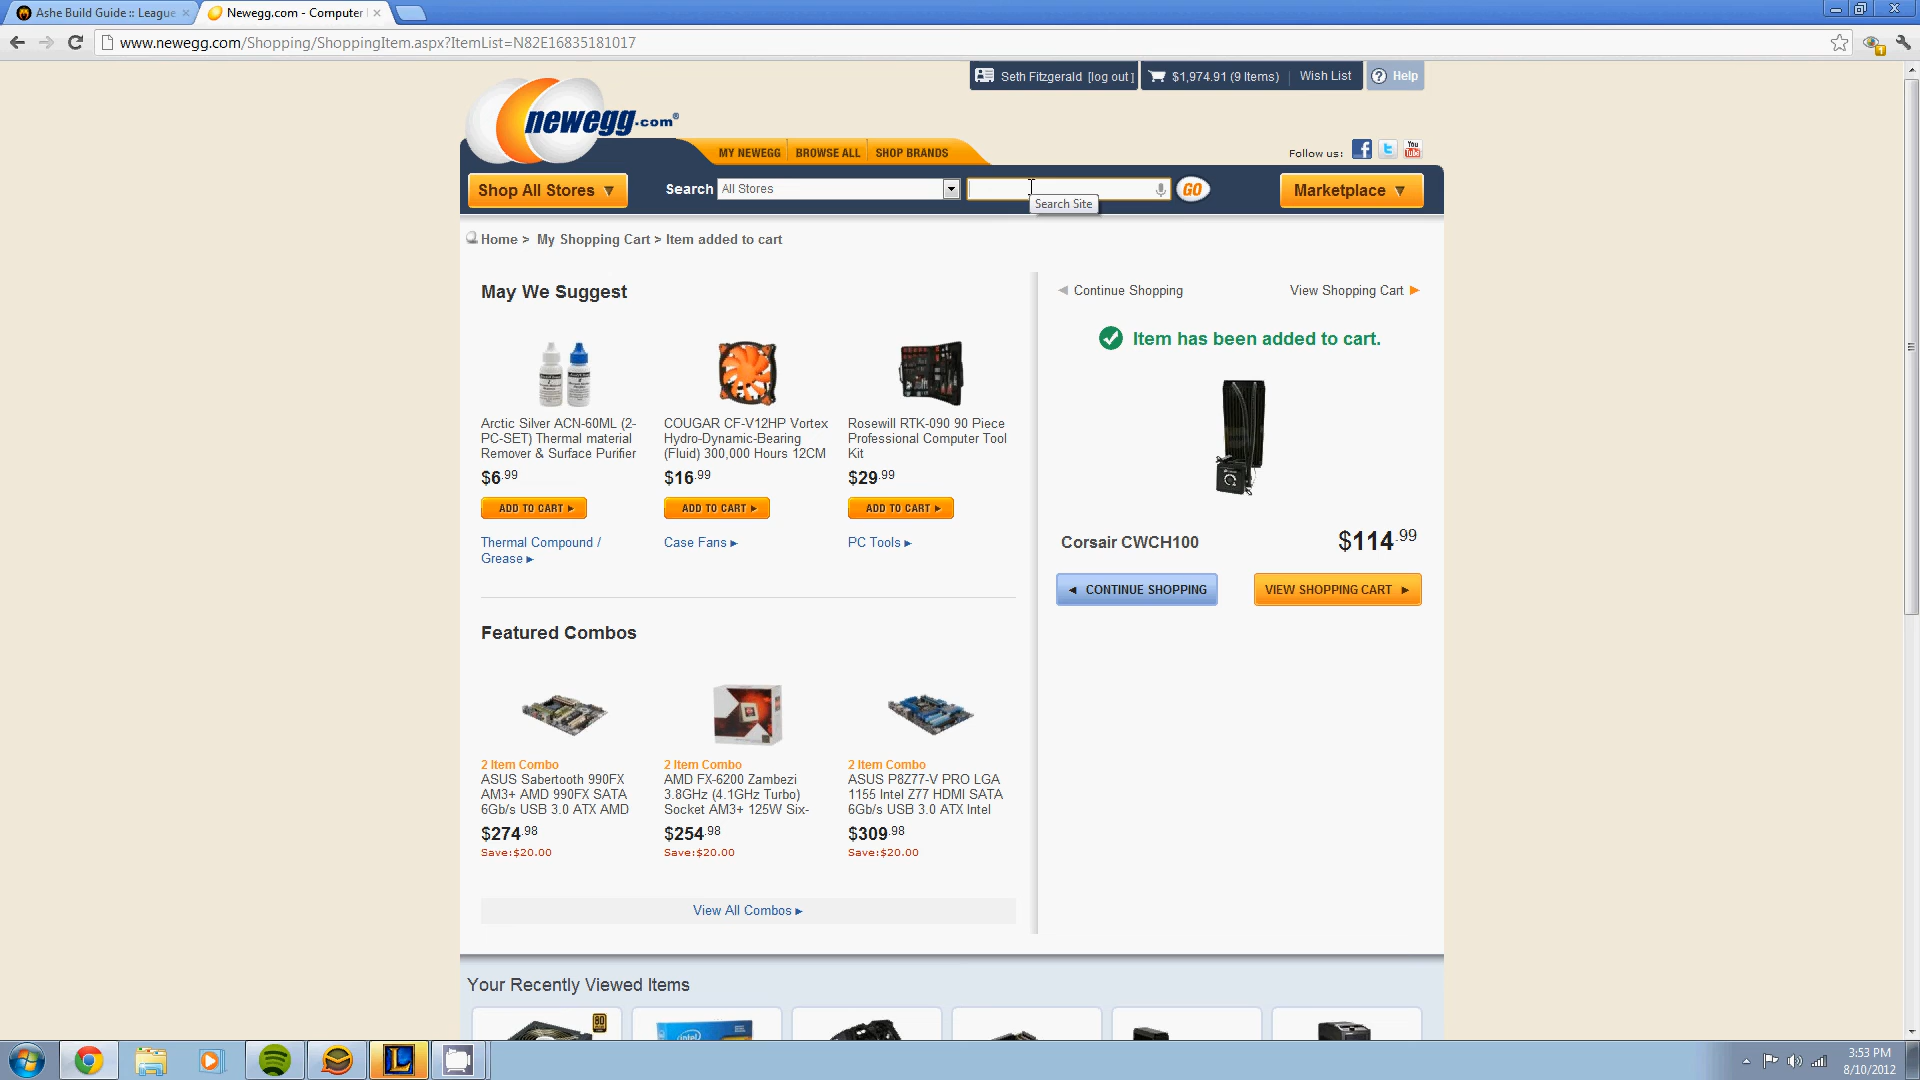 Ashe Build Guide :: League
Newegg.com - Computer
www.newegg.com/Shopping/ShoppingItem.aspx?ItemList=N82E16835181017
Seth Fitzgerald [log out]
$1,974.91 (9 Items) | Wish List
? Help
newegg.com®
MY NEWEGG
BROWSE ALL
SHOP BRANDS
Follow us:
You Tube
Shop All Stores ▼
Search
All Stores
GO
Marketplace ▼
Search Site
Home > My Shopping Cart > Item added to cart
May We Suggest
Arctic Silver ACN-60ML (2-
PC-SET) Thermal material
Remover & Surface Purifier
$6.99
ADD TO CART ►
Thermal Compound /
Grease ►
COUGAR CF-V12HP Vortex
Hydro-Dynamic-Bearing
(Fluid) 300,000 Hours 12CM
$16.99
ADD TO CART ►
Case Fans ►
Rosewill RTK-090 90 Piece
Professional Computer Tool
Kit
$29.99
ADD TO CART ►
PC Tools ►
◄ Continue Shopping
View Shopping Cart ►
Item has been added to cart.
Corsair CWCH100
$114.99
◄ CONTINUE SHOPPING
VIEW SHOPPING CART ►
Featured Combos
2 Item Combo
ASUS Sabertooth 990FX
AM3+ AMD 990FX SATA
6Gb/s USB 3.0 ATX AMD
$274.98
Save:$20.00
2 Item Combo
AMD FX-6200 Zambezi
3.8GHz (4.1GHz Turbo)
Socket AM3+ 125W Six-
$254.98
Save:$20.00
2 Item Combo
ASUS P8Z77-V PRO LGA
1155 Intel Z77 HDMI SATA
6Gb/s USB 3.0 ATX Intel
$309.98
Save:$20.00
View All Combos ►
Your Recently Viewed Items
3:53 PM
8/10/2012